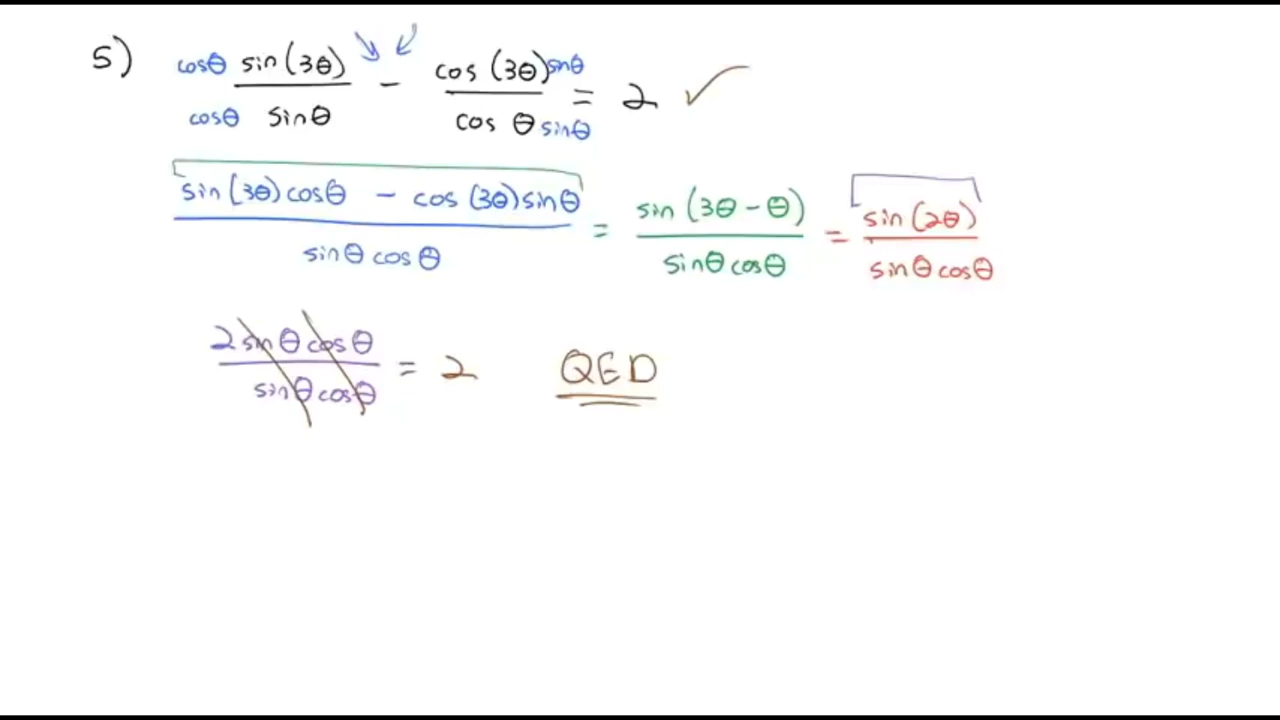 5) cosθ sin(3θ) / cosθ sinθ − cos(3θ) sinθ / cosθ sinθ = 2 ✓
sin(3θ)cosθ − cos(3θ)sinθ / sinθ cosθ = sin(3θ − θ) / sinθ cosθ = sin(2θ) / sinθ cosθ
2 sinθ cosθ / sinθ cosθ = 2 QED